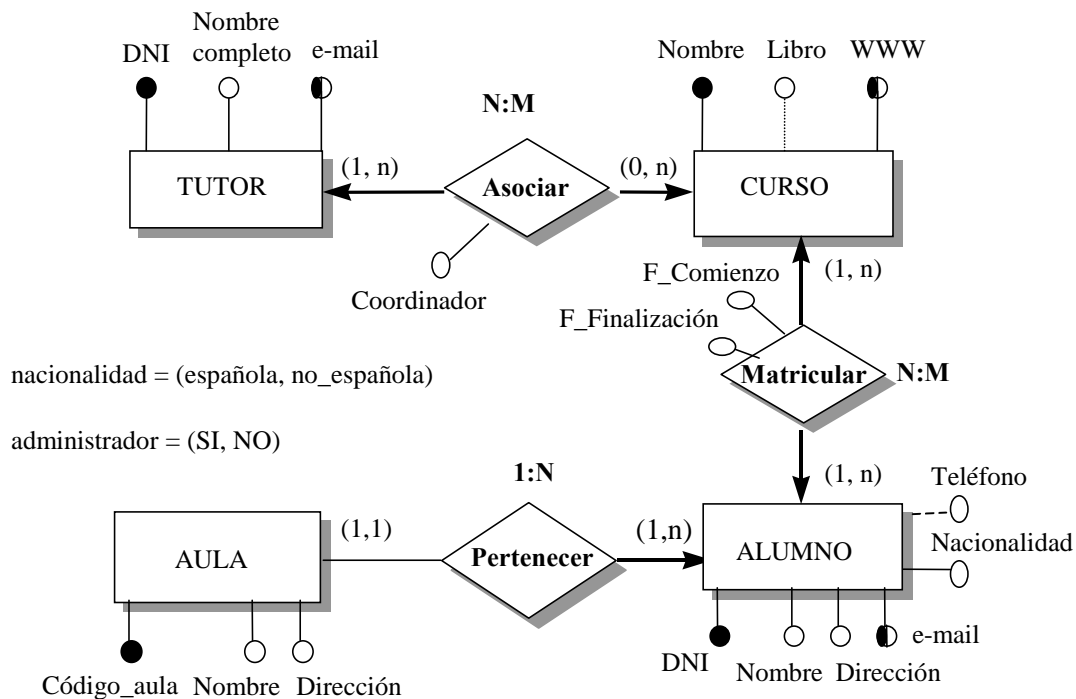 Nombre
completo
DNI
e-mail
Nombre
Libro
WWW
N:M
(1, n)
(0, n)
TUTOR
Asociar
CURSO
Coordinador
F_Comienzo
(1, n)
F_Finalización
nacionalidad = (española, no_española)
Matricular
N:M
administrador = (SI, NO)
1:N
(1, n)
Teléfono
(1,1)
(1,n)
AULA
Pertenecer
ALUMNO
Nacionalidad
e-mail
DNI
Nombre
Dirección
Código_aula
Nombre
Dirección